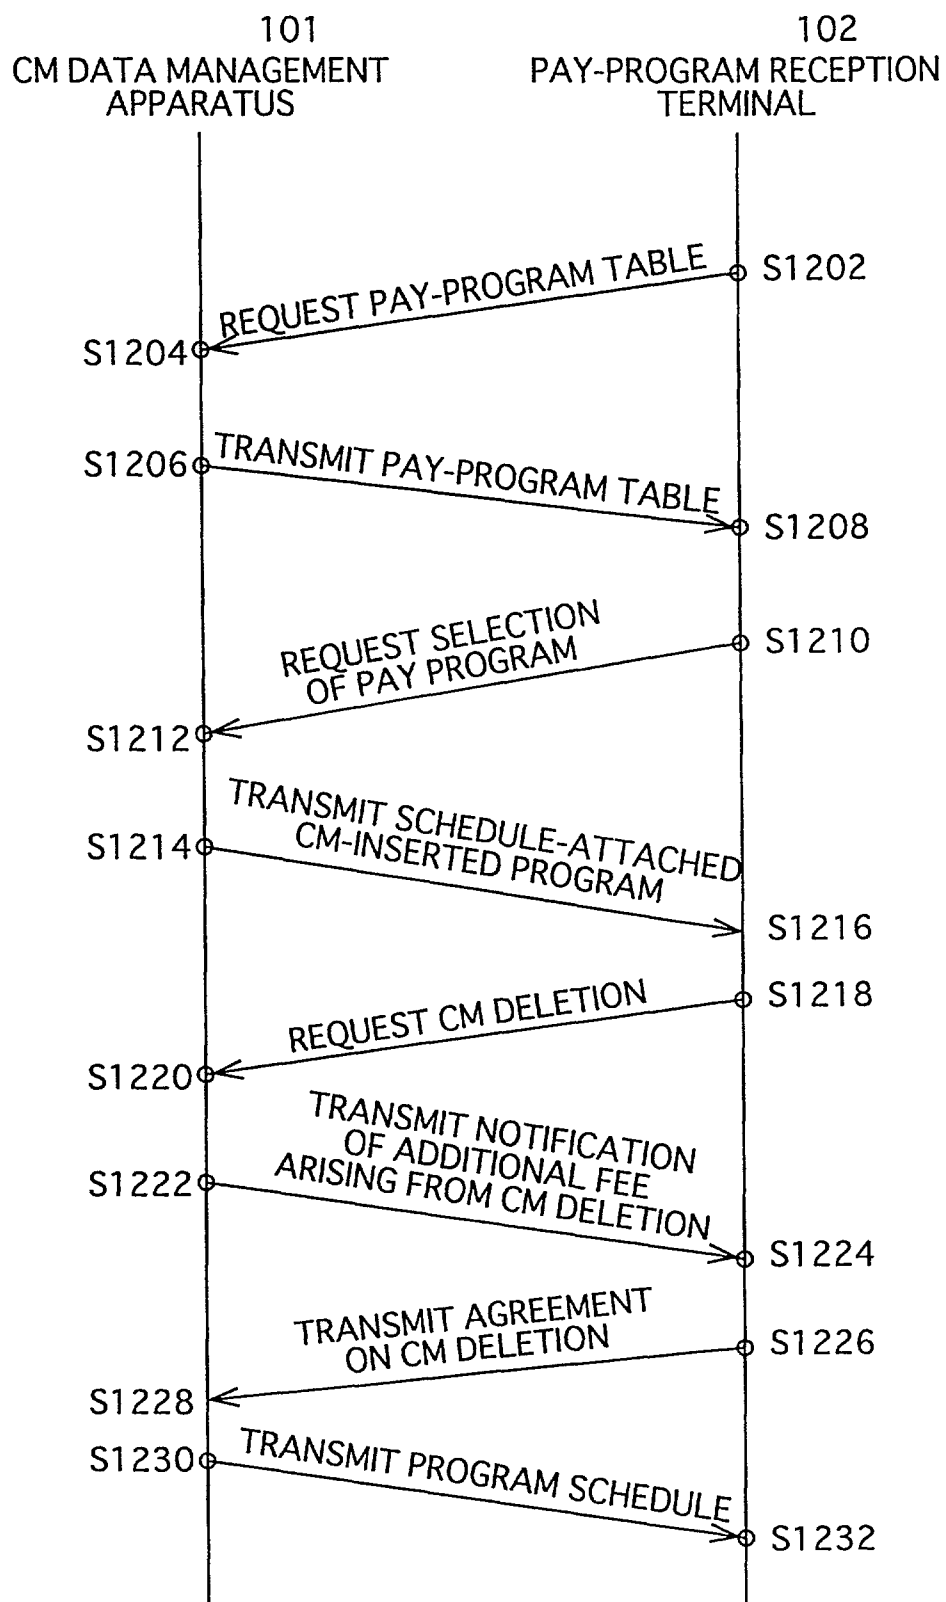 101
CM DATA MANAGEMENT
APPARATUS
102
PAY-PROGRAM RECEPTION
TERMINAL
REQUEST PAY-PROGRAM TABLE
S1202
S1204
S1206
TRANSMIT PAY-PROGRAM TABLE
S1208
REQUEST SELECTION
OF PAY PROGRAM
S1210
S1212
TRANSMIT SCHEDULE-ATTACHED
CM-INSERTED PROGRAM
S1214
S1216
REQUEST CM DELETION
S1218
S1220
TRANSMIT NOTIFICATION
OF ADDITIONAL FEE
ARISING FROM CM DELETION
S1222
S1224
TRANSMIT AGREEMENT
ON CM DELETION
S1226
S1228
S1230
TRANSMIT PROGRAM SCHEDULE
S1232